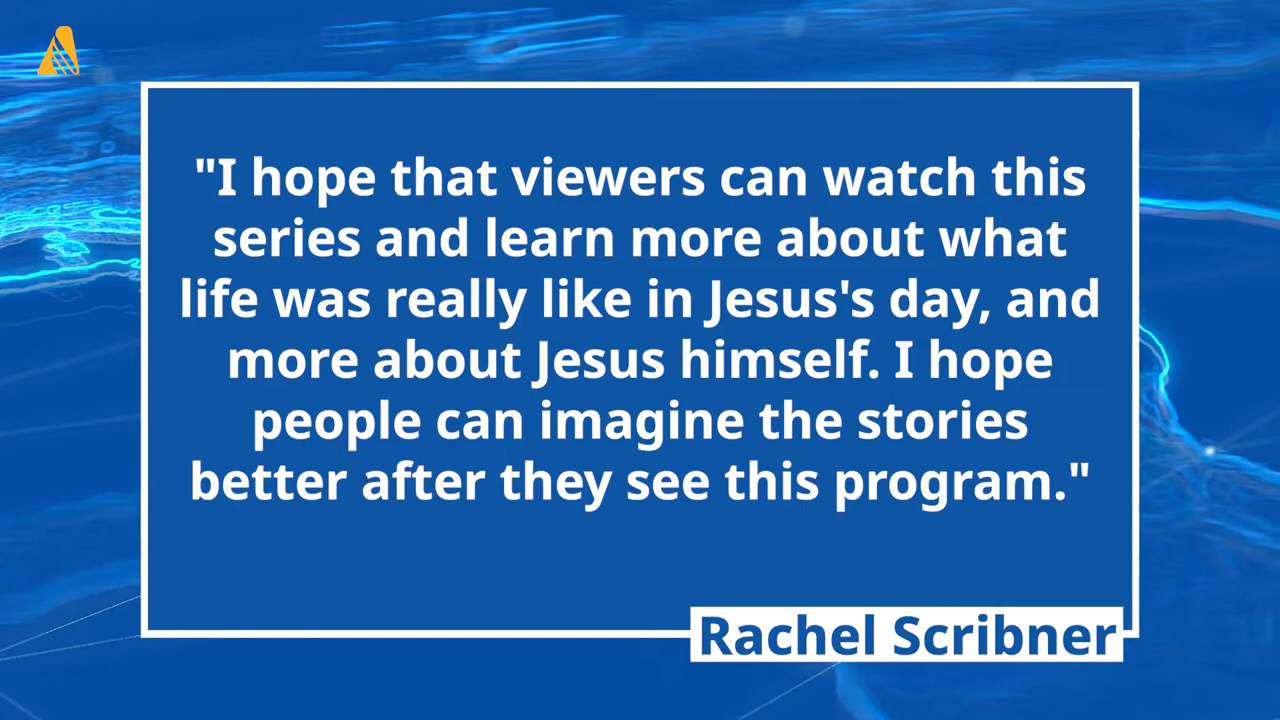 "I hope that viewers can watch this
series and learn more about what
life was really like in Jesus's day, and
more about Jesus himself. I hope
people can imagine the stories
better after they see this program."
Rachel Scribner